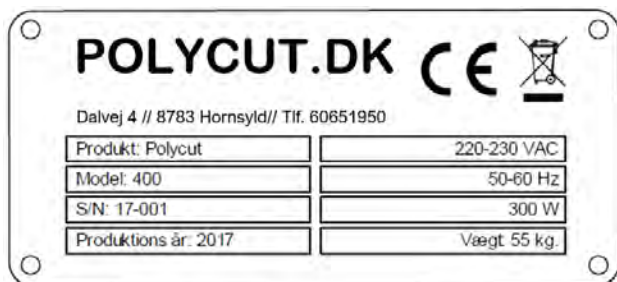 POLYCUT.DK CE
Dalvej 4 // 8783 Hornsyld// Tlf. 60651950
Produkt: Polycut 220-230 VAC
Model: 400 50-60 Hz
S/N: 17-001 300 W
Produktions år: 2017 Vægt: 55 kg.